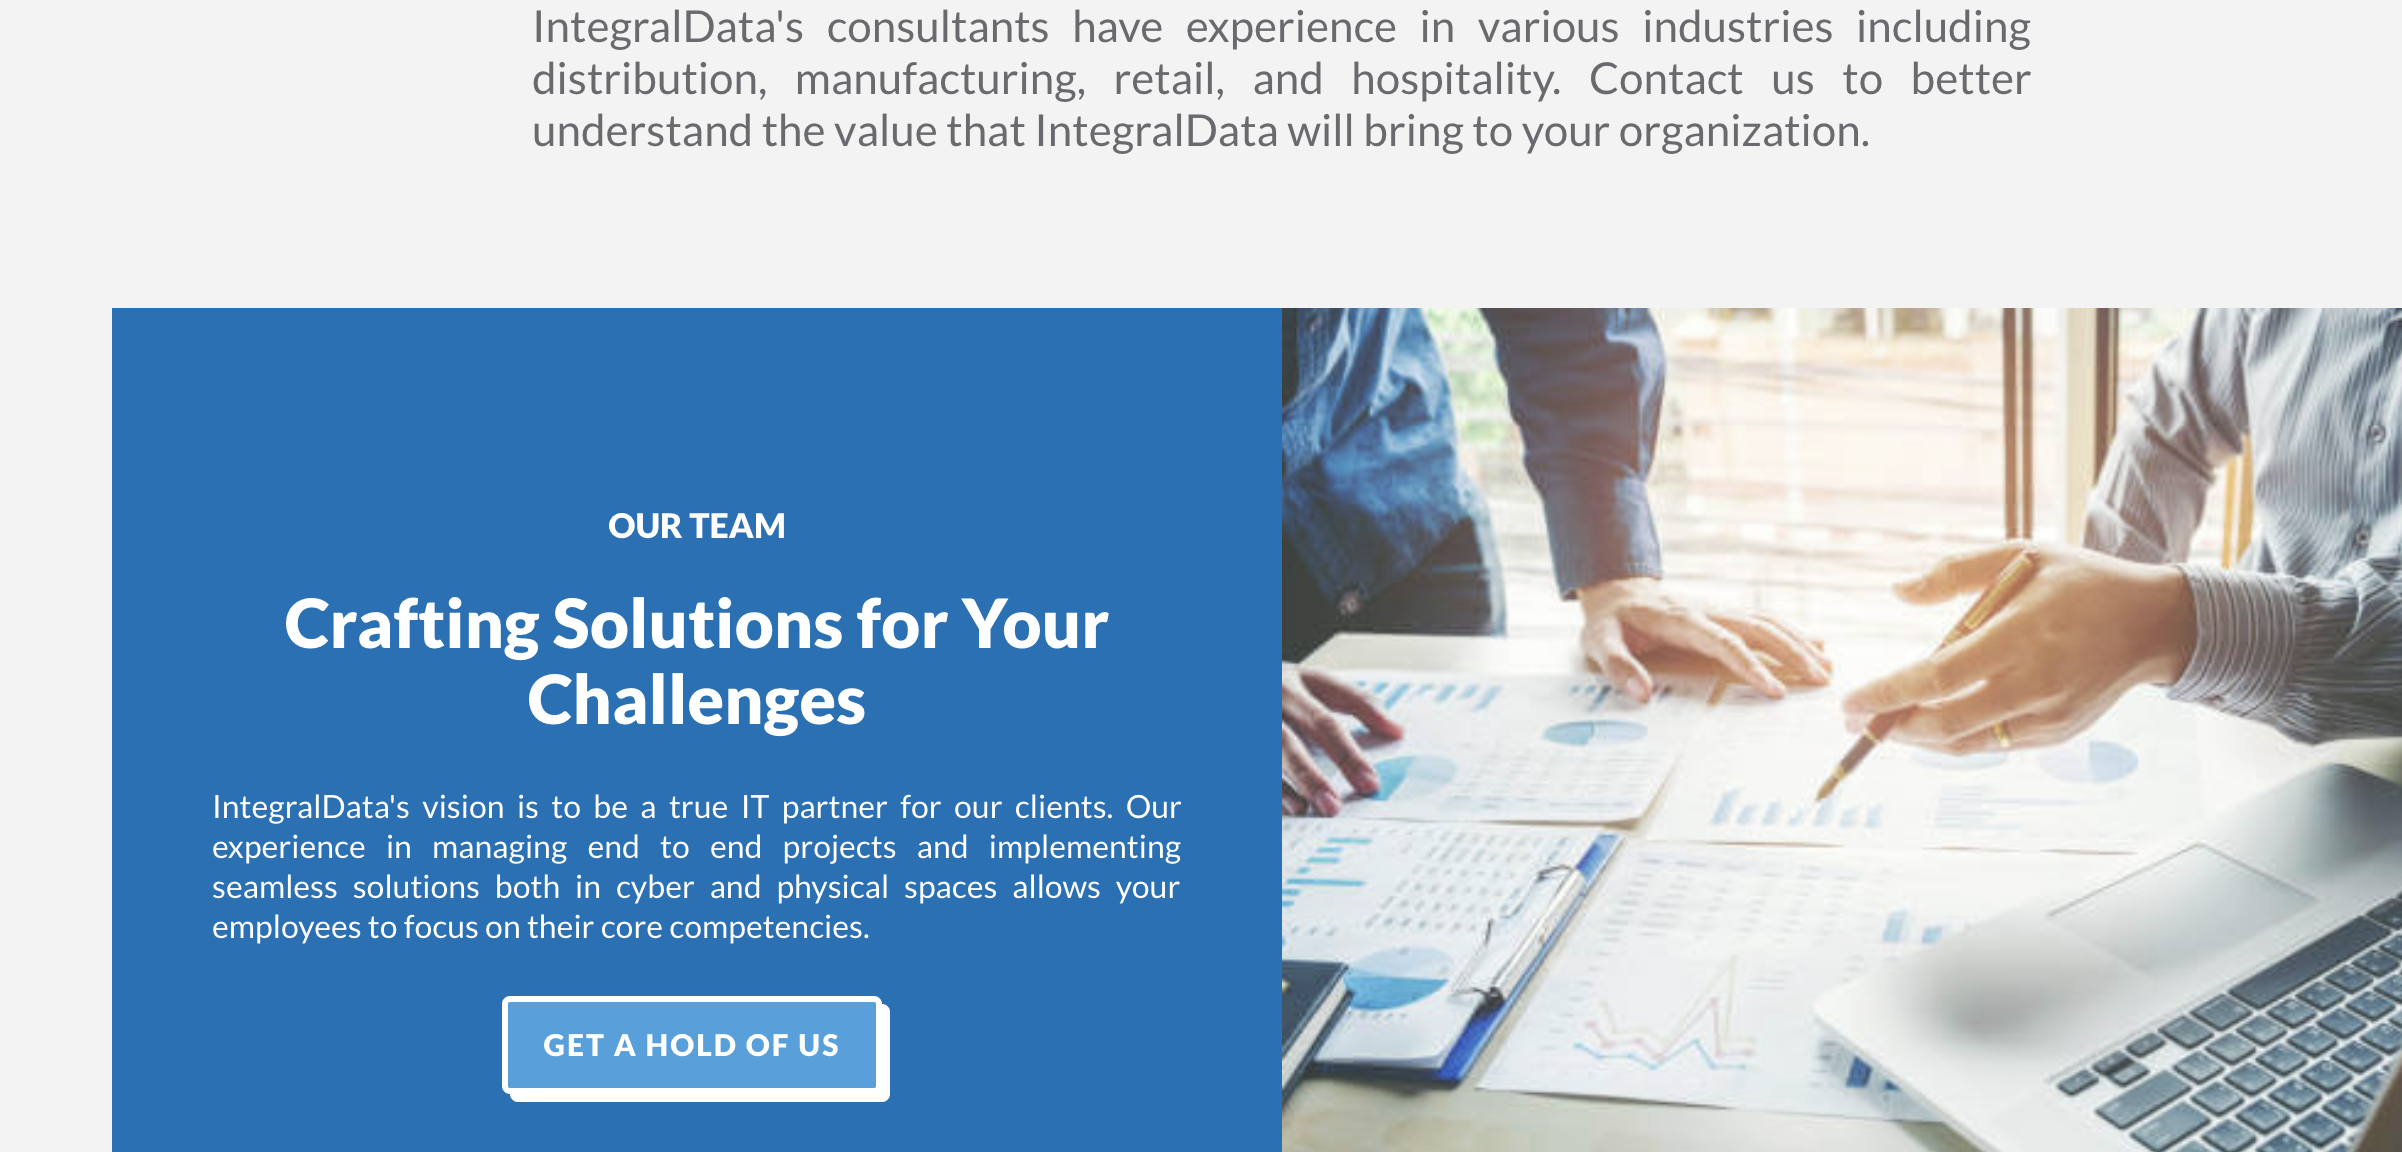 IntegralData's consultants have experience in various industries including
distribution, manufacturing, retail, and hospitality. Contact us to better
understand the value that IntegralData will bring to your organization.
OUR TEAM
Crafting Solutions for Your
Challenges
IntegralData's vision is to be a true IT partner for our clients. Our
experience in managing end to end projects and implementing
seamless solutions both in cyber and physical spaces allows your
employees to focus on their core competencies.
GET A HOLD OF US